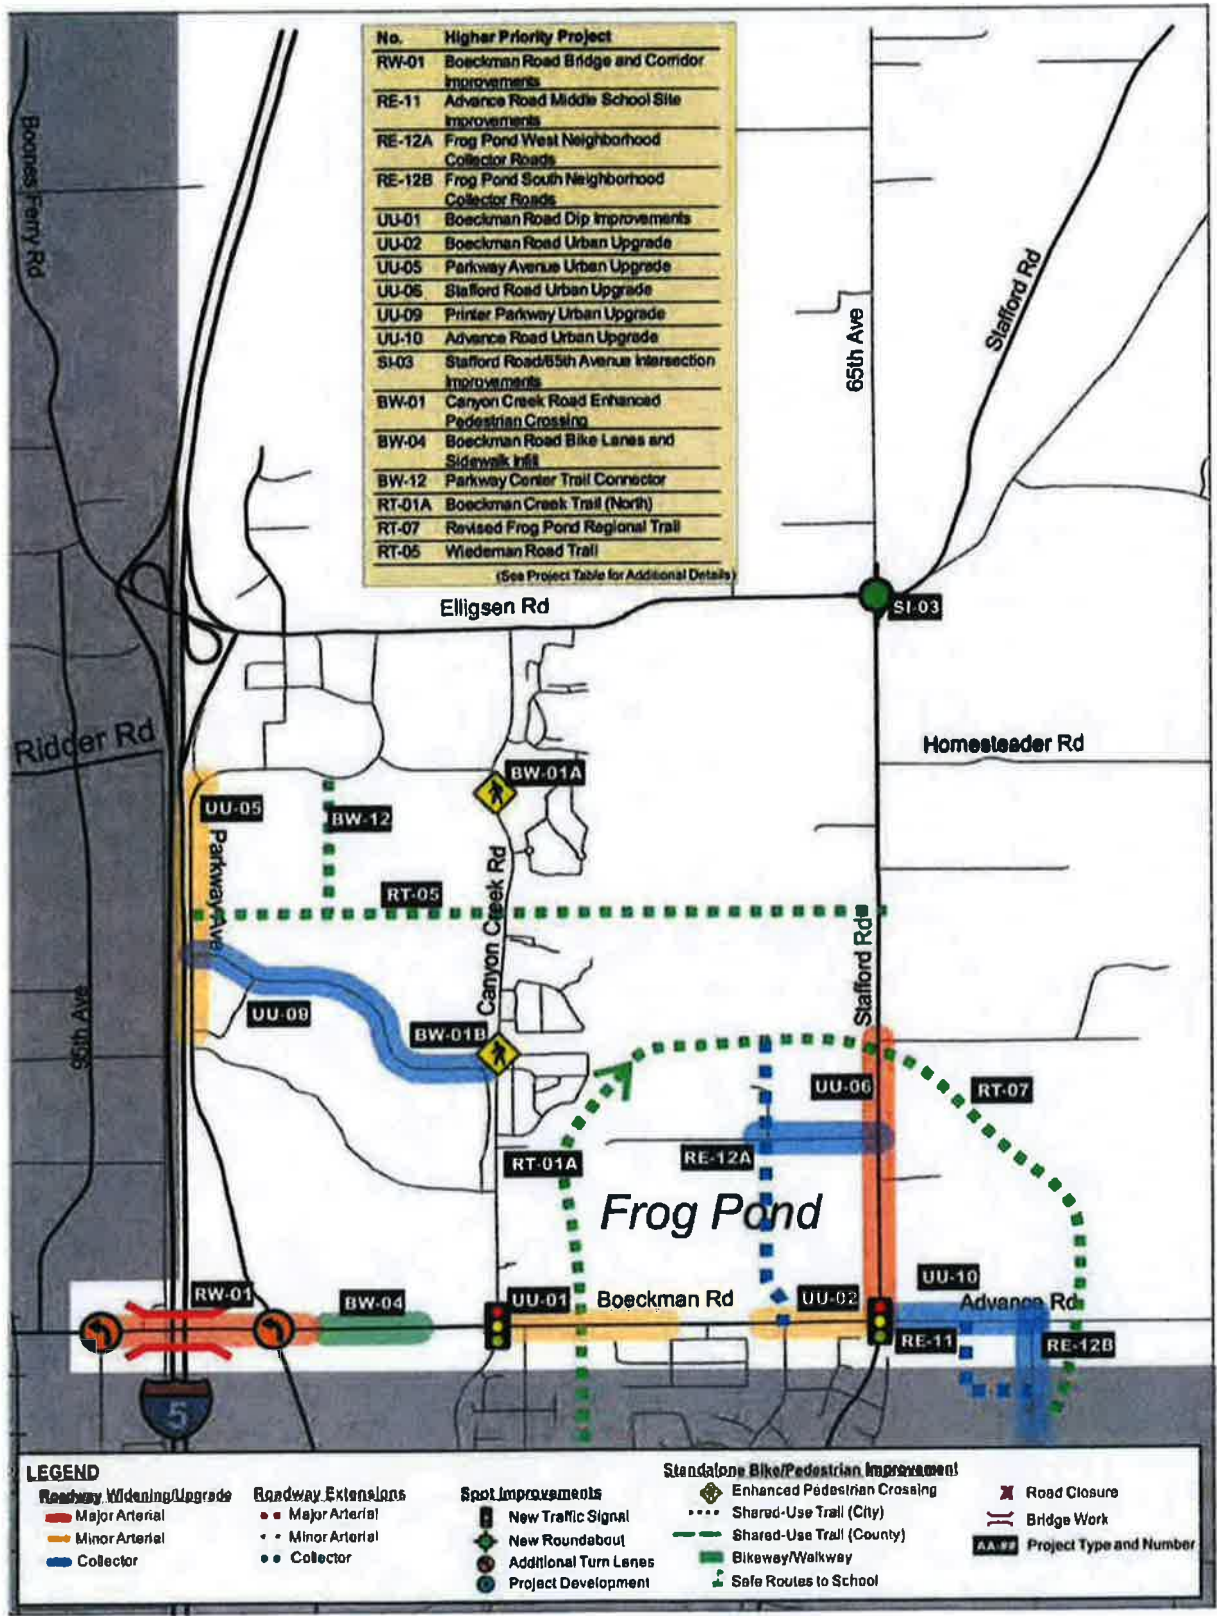 No. Higher Priority Project
RW-01 Boeckman Road Bridge and Corridor
Improvements
RE-11 Advance Road Middle School Site
Improvements
RE-12A Frog Pond West Neighborhood
Collector Roads
RE-12B Frog Pond South Neighborhood
Collector Roads
UU-01 Boeckman Road Dip Improvements
UU-02 Boeckman Road Urban Upgrade
UU-05 Parkway Avenue Urban Upgrade
UU-06 Stafford Road Urban Upgrade
UU-09 Printer Parkway Urban Upgrade
UU-10 Advance Road Urban Upgrade
SI-03 Stafford Road/65th Avenue Intersection
Improvements
BW-01 Canyon Creek Road Enhanced
Pedestrian Crossing
BW-04 Boeckman Road Bike Lanes and
Sidewalk Infill
BW-12 Parkway Center Trail Connector
RT-01A Boeckman Creek Trail (North)
RT-07 Revised Frog Pond Regional Trail
RT-05 Wiedeman Road Trail
(See Project Table for Additional Details)
Boones Ferry Rd
Stafford Rd
65th Ave
Elligsen Rd
SI-03
Ridder Rd
Homesteader Rd
BW-01A
UU-05
BW-12
Parkway Ave
RT-05
Canyon Creek Rd
Stafford Rd
95th Ave
UU-09
BW-01B
UU-06
RT-07
RE-12A
RT-01A
Frog Pond
RW-01
BW-04
UU-01
Boeckman Rd
UU-02
UU-10
Advance Rd
RE-11
RE-12B
5
LEGEND
Roadway Widening/Upgrade
Major Arterial
Minor Arterial
Collector
Roadway Extensions
Major Arterial
Minor Arterial
Collector
Spot Improvements
New Traffic Signal
New Roundabout
Additional Turn Lanes
Project Development
Standalone Bike/Pedestrian Improvement
Enhanced Pedestrian Crossing
Shared-Use Trail (City)
Shared-Use Trail (County)
Bikeway/Walkway
Safe Routes to School
Road Closure
Bridge Work
AA-## Project Type and Number